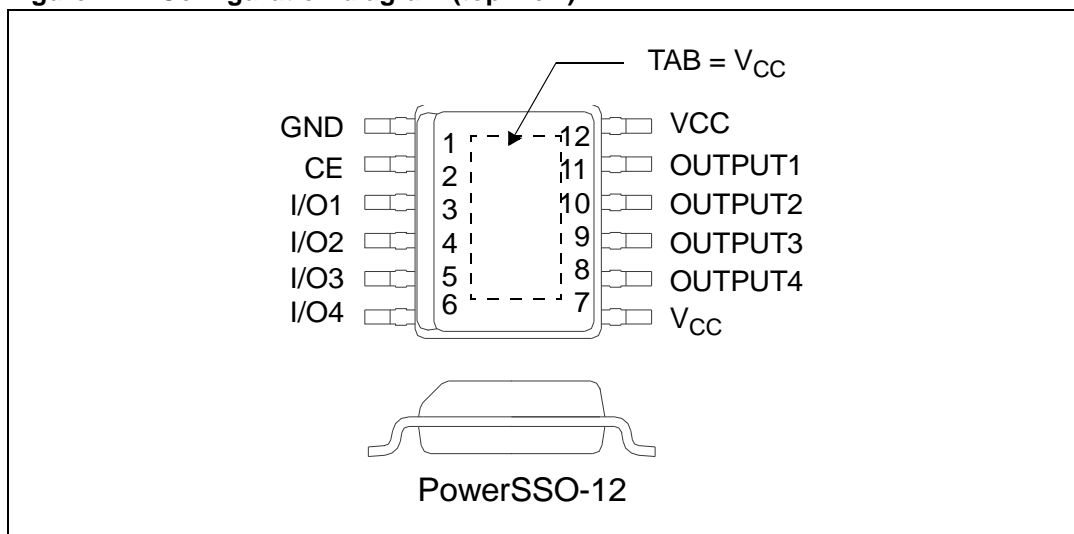 TAB = VCC
GND 1 12 VCC
CE 2 11 OUTPUT1
I/O1 3 10 OUTPUT2
I/O2 4 9 OUTPUT3
I/O3 5 8 OUTPUT4
I/O4 6 7 VCC
PowerSSO-12